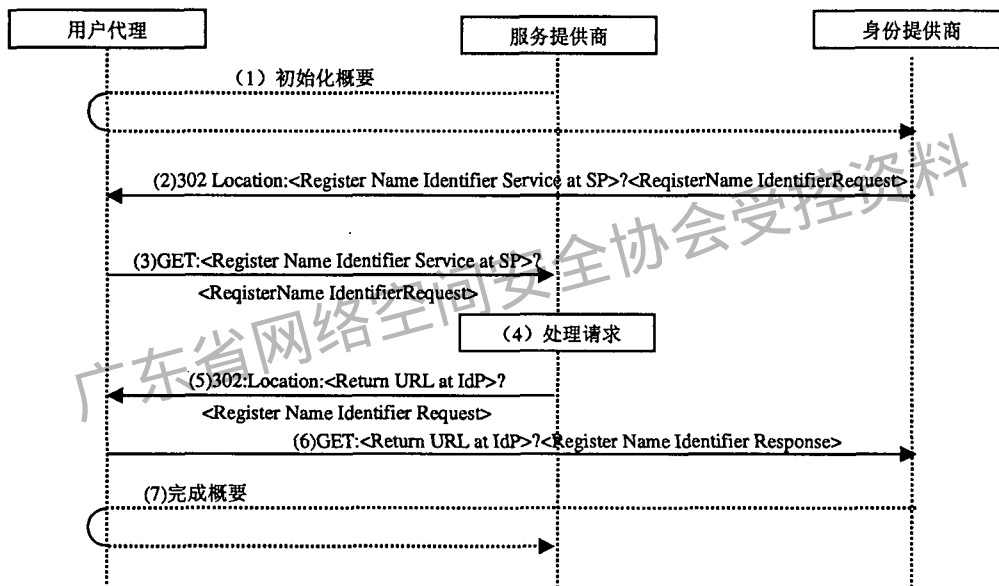 用户代理
服务提供商
身份提供商
（1）初始化概要
(2)302 Location:<Register Name Identifier Service at SP>?<ReqisterName IdentifierRequest>
(3)GET:<Register Name Identifier Service at SP>?
<ReqisterName IdentifierRequest>
（4）处理请求
(5)302:Location:<Return URL at IdP>?
<Register Name Identifier Request>
(6)GET:<Return URL at IdP>?<Register Name Identifier Response>
(7)完成概要
广东省网络空间安全协会受控资料